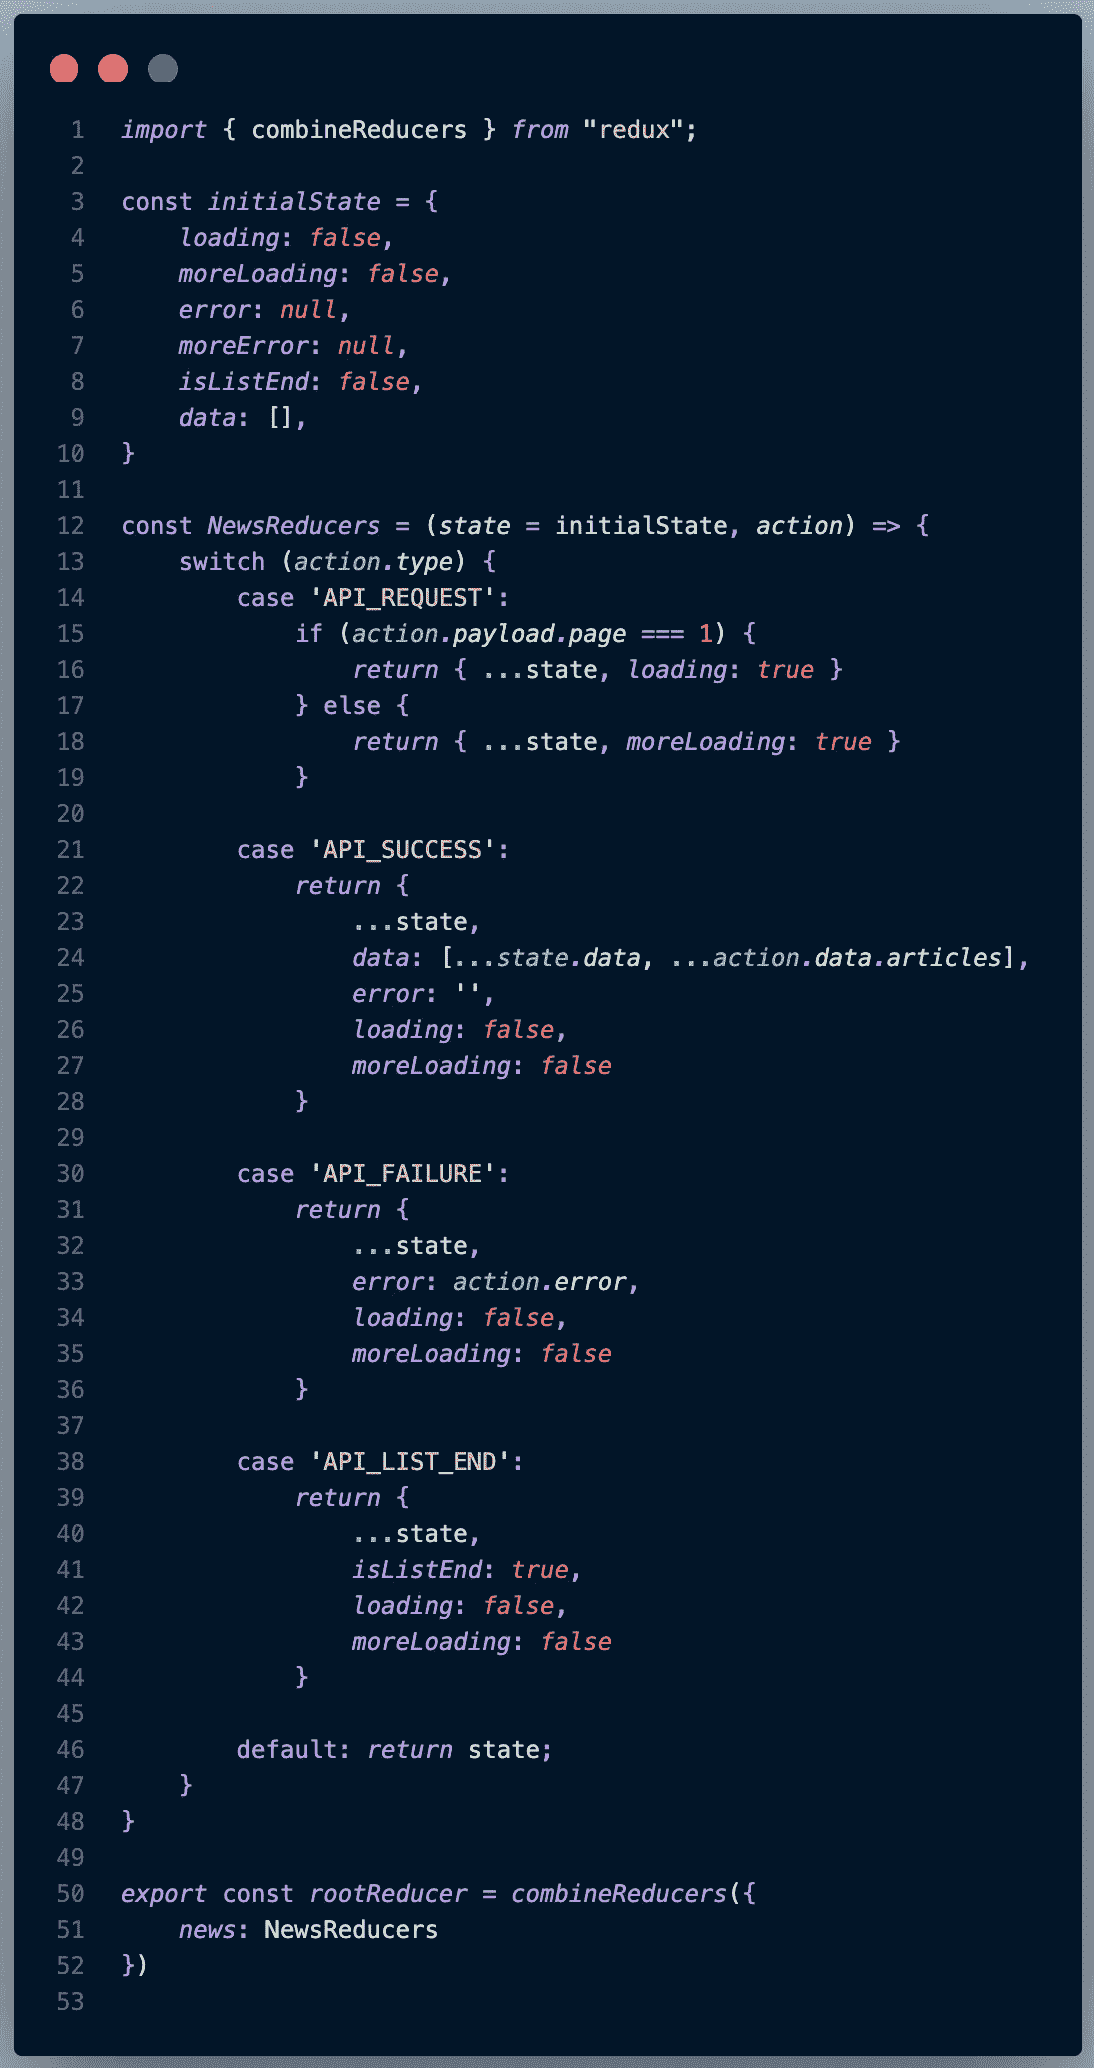 1 import { combineReducers } from "redux";
2
3 const initialState = {
4     loading: false,
5     moreLoading: false,
6     error: null,
7     moreError: null,
8     isListEnd: false,
9     data: [],
10 }
11
12 const NewsReducers = (state = initialState, action) => {
13     switch (action.type) {
14         case 'API_REQUEST':
15             if (action.payload.page === 1) {
16                 return { ...state, loading: true }
17             } else {
18                 return { ...state, moreLoading: true }
19             }
20
21         case 'API_SUCCESS':
22             return {
23                 ...state,
24                 data: [...state.data, ...action.data.articles],
25                 error: '',
26                 loading: false,
27                 moreLoading: false
28             }
29
30         case 'API_FAILURE':
31             return {
32                 ...state,
33                 error: action.error,
34                 loading: false,
35                 moreLoading: false
36             }
37
38         case 'API_LIST_END':
39             return {
40                 ...state,
41                 isListEnd: true,
42                 loading: false,
43                 moreLoading: false
44             }
45
46         default: return state;
47     }
48 }
49
50 export const rootReducer = combineReducers({
51     news: NewsReducers
52 })
53